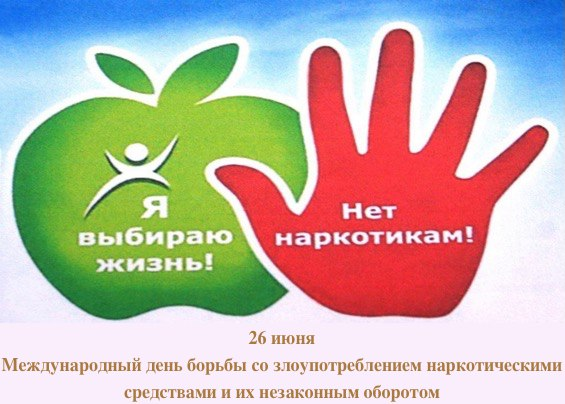 Я
выбираю
жизнь!
Нет
наркотикам!
26 июня
Международный день борьбы со злоупотреблением наркотическими
средствами и их незаконным оборотом